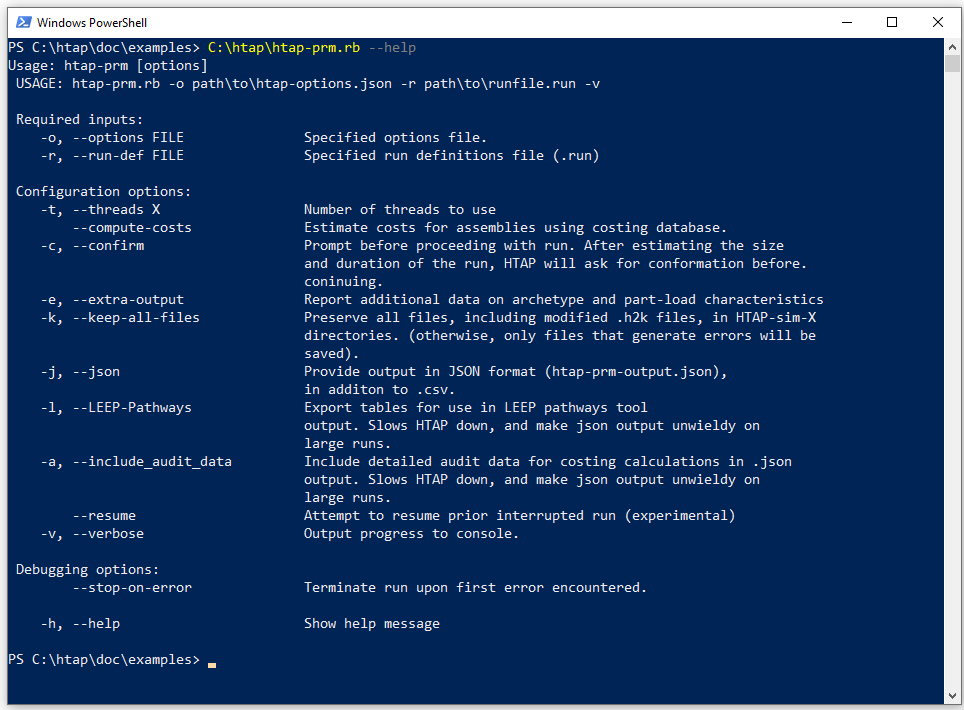 Windows PowerShell
PS C:\htap\doc\examples> C:\htap\htap-prm.rb --help
Usage: htap-prm [options]
 USAGE: htap-prm.rb -o path\to\htap-options.json -r path\to\runfile.run -v

 Required inputs:
    -o, --options FILE               Specified options file.
    -r, --run-def FILE               Specified run definitions file (.run)

 Configuration options:
    -t, --threads X                  Number of threads to use
        --compute-costs              Estimate costs for assemblies using costing database.
    -c, --confirm                    Prompt before proceeding with run. After estimating the size
                                     and duration of the run, HTAP will ask for conformation before.
                                     coninuing.
    -e, --extra-output               Report additional data on archetype and part-load characteristics
    -k, --keep-all-files             Preserve all files, including modified .h2k files, in HTAP-sim-X
                                     directories. (otherwise, only files that generate errors will be
                                     saved).
    -j, --json                       Provide output in JSON format (htap-prm-output.json),
                                     in additon to .csv.
    -l, --LEEP-Pathways              Export tables for use in LEEP pathways tool
                                     output. Slows HTAP down, and make json output unwieldy on
                                     large runs.
    -a, --include_audit_data         Include detailed audit data for costing calculations in .json
                                     output. Slows HTAP down, and make json output unwieldy on
                                     large runs.
        --resume                     Attempt to resume prior interrupted run (experimental)
    -v, --verbose                    Output progress to console.

 Debugging options:
        --stop-on-error              Terminate run upon first error encountered.

    -h, --help                       Show help message

PS C:\htap\doc\examples>